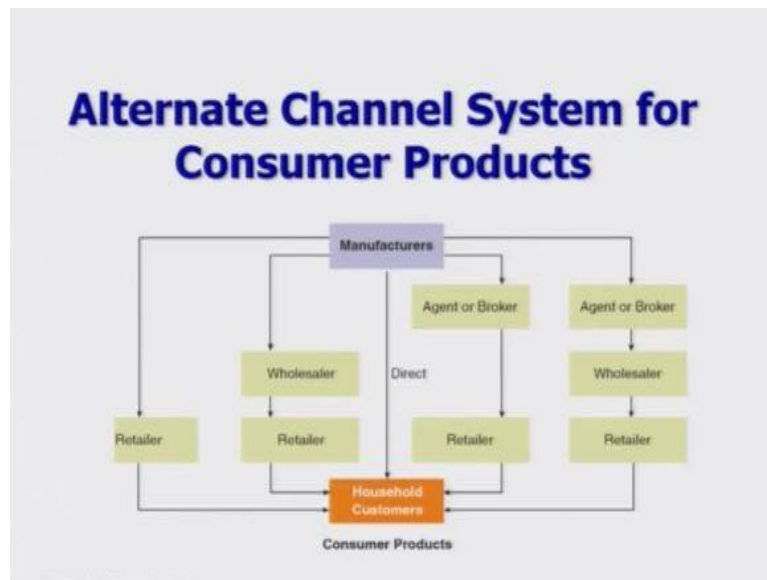 Alternate Channel System for
Consumer Products
Manufacturers
Agent or Broker
Agent or Broker
Wholesaler
Direct
Wholesaler
Retailer
Retailer
Retailer
Retailer
Household
Customers
Consumer Products